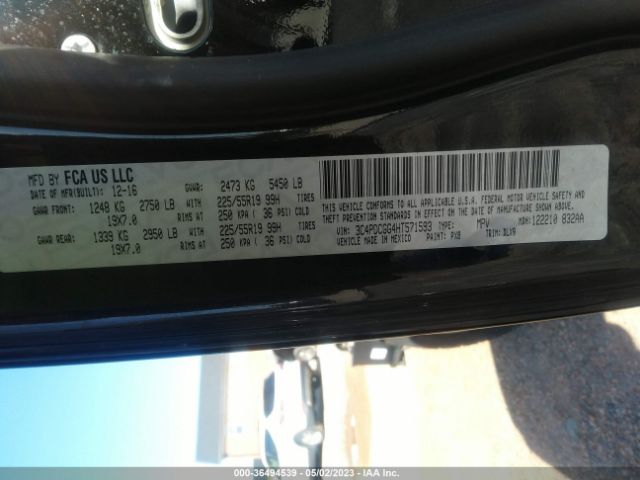 MFD BY FCA US LLC
DATE OF MFR(BUILT): 12-16 GVWR: 2473 KG 5450 LB
GAWR FRONT: 1248 KG 2750 LB WITH 225/55R19 99H TIRES
19X7.0 RIMS AT 250 KPA ( 36 PSI) COLD
GAWR REAR: 1339 KG 2950 LB WITH 225/55R19 99H TIRES
19X7.0 RIMS AT 250 KPA ( 36 PSI) COLD
THIS VEHICLE CONFORMS TO ALL APPLICABLE U.S.A. FEDERAL MOTOR VEHICLE SAFETY,
THEFT PREVENTION STANDARDS IN EFFECT ON THE DATE OF MANUFACTURE SHOWN ABOVE.
VIN: 3C4PDCGG4HT571593 TYPE: MPV MDH: 122210 832AA
MADE IN MEXICO PAINT: PX8 TRIM: DLX9
000-36494539 - 05/02/2023 - IAA Inc.